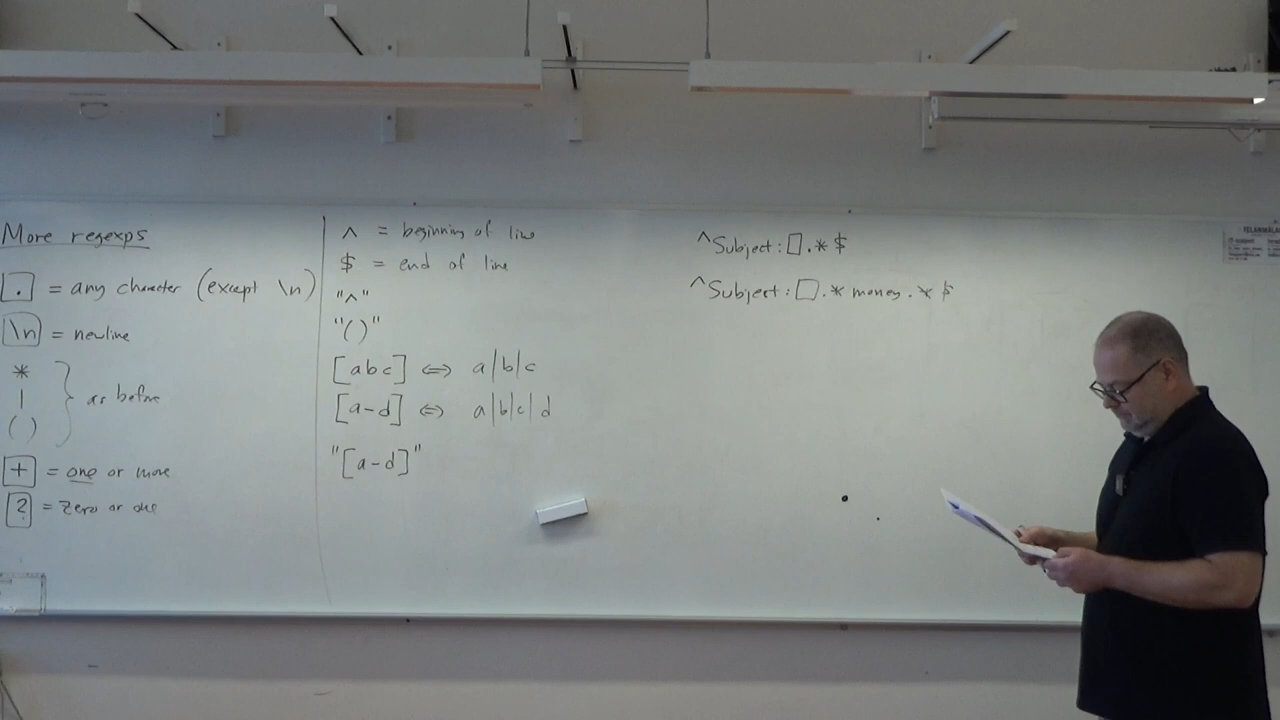 More regexps
. = any character (except \n)
\n = newline
*
|
( )
} as before
+ = one or more
? = zero or one
^ = beginning of line
$ = end of line
"^"
"()"
[abc] ⇔ a|b|c
[a-d] ⇔ a|b|c|d
"[a-d]"
^Subject:□.*$
^Subject:□.*money.*$
FELANMÄLAN